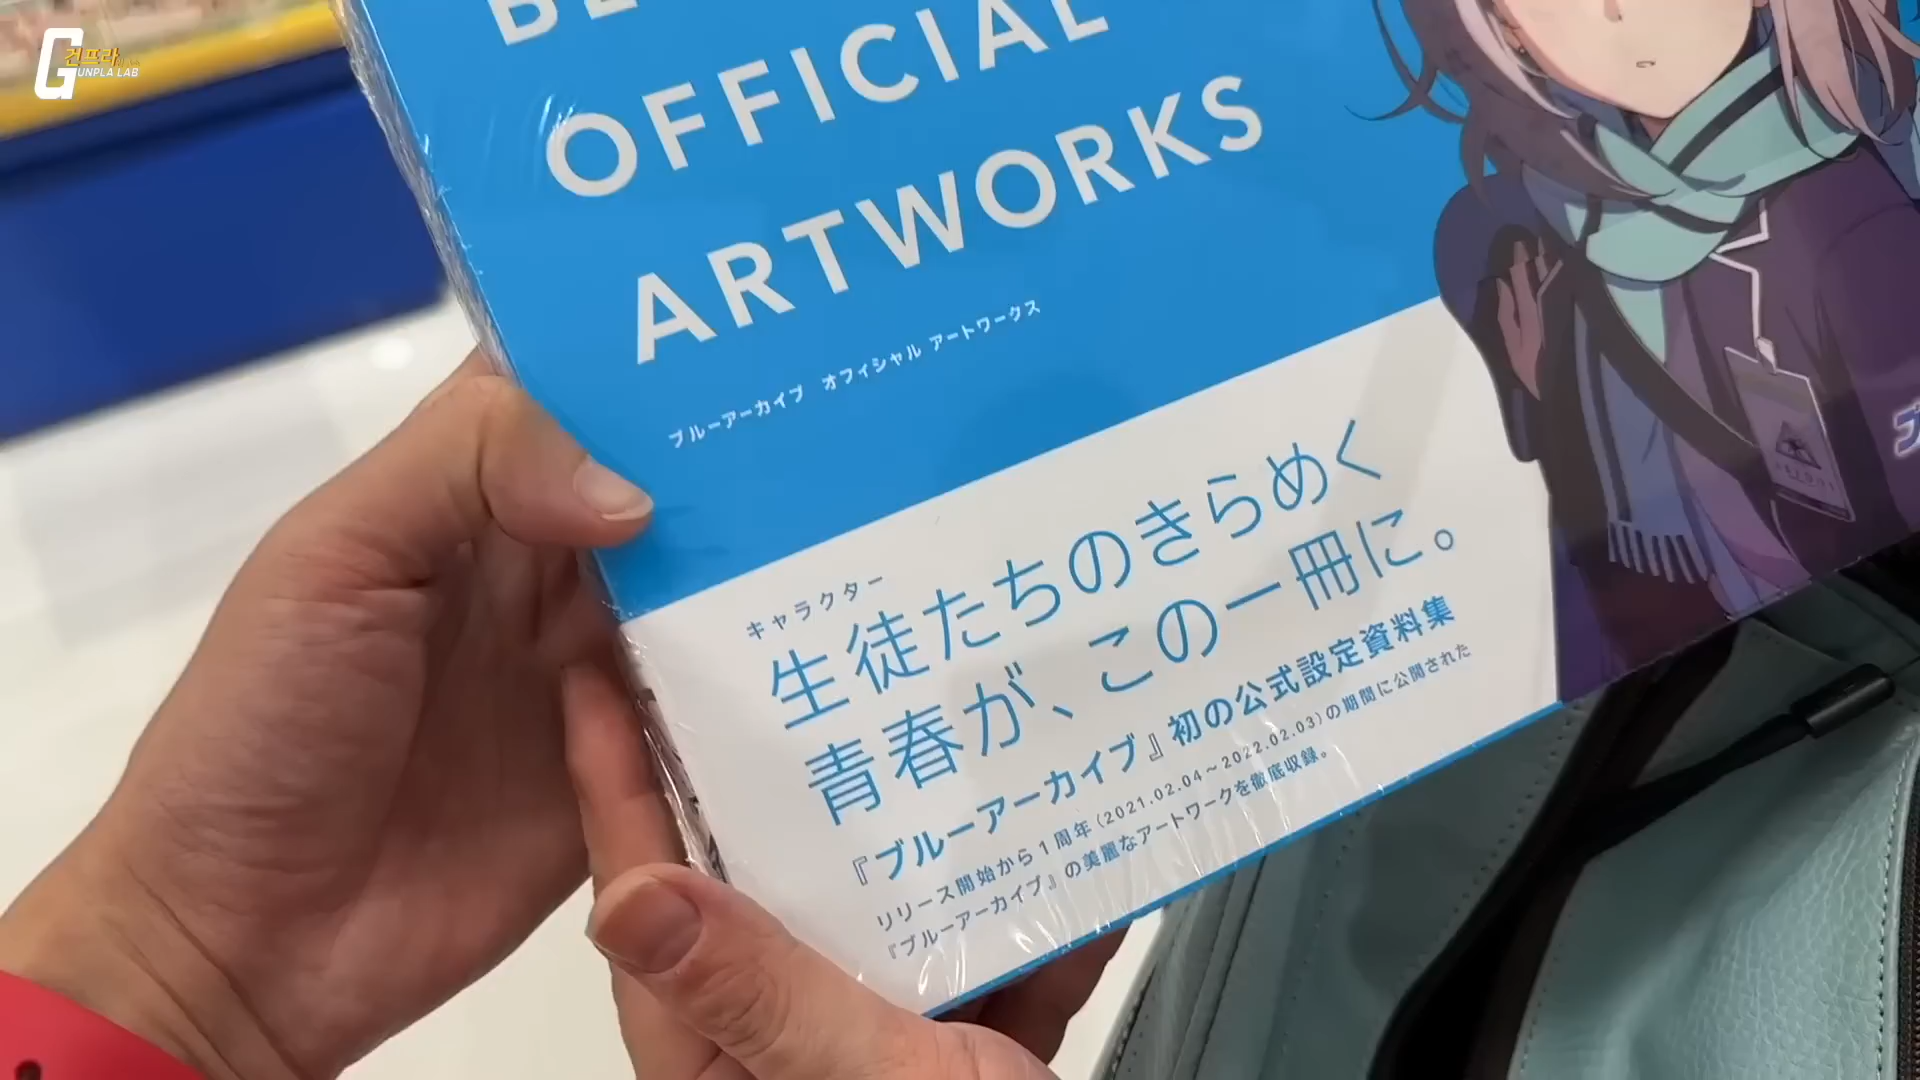 G 건프라
GUNPLA LAB
OFFICIAL
ARTWORKS
ブルーアーカイブ オフィシャル アートワークス
キャラクター
生徒たちのきらめく
青春が、この一冊に。
『ブルーアーカイブ』初の公式設定資料集
リリース開始から1周年(2021.02.04～2022.02.03)の期間に公開された
『ブルーアーカイブ』の美麗なアートワークを徹底収録。